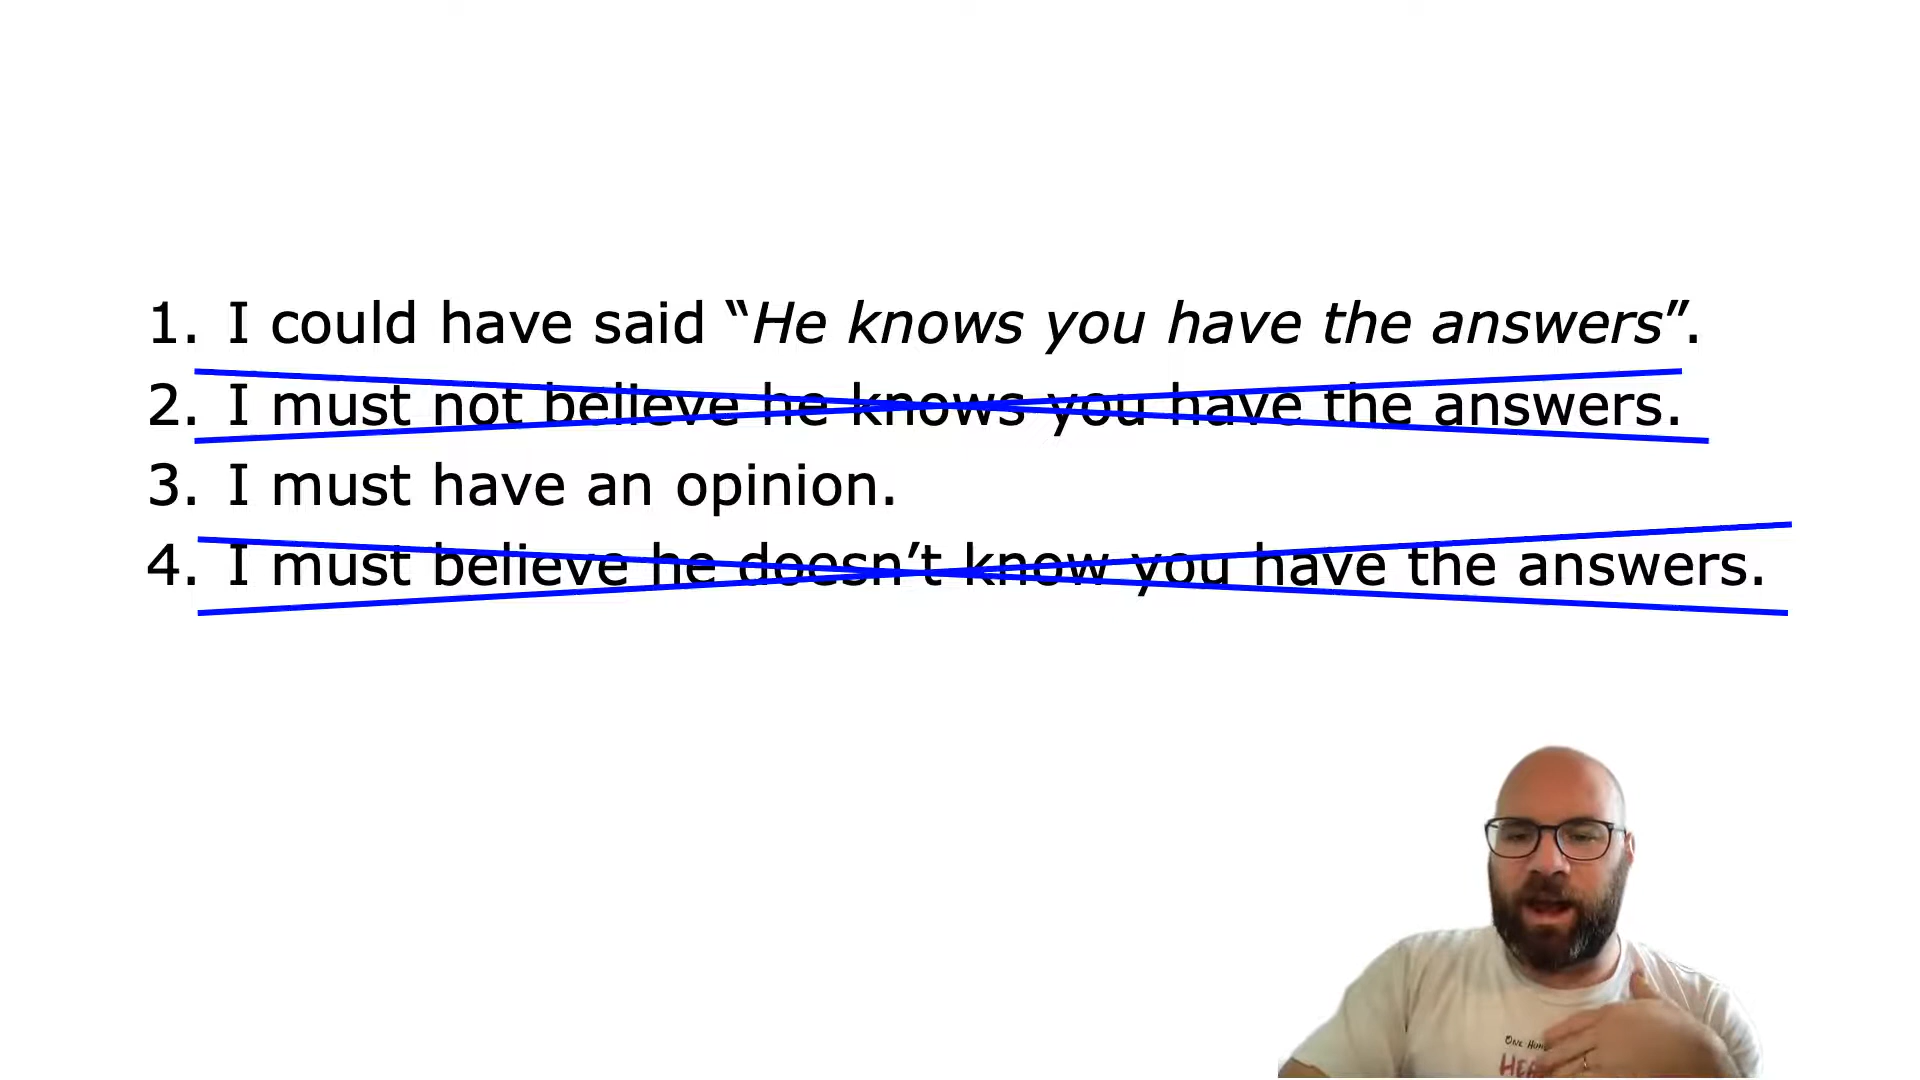 1. I could have said “He knows you have the answers”.
2. I must not believe he knows you have the answers.
3. I must have an opinion.
4. I must believe he doesn’t know you have the answers.
ONE